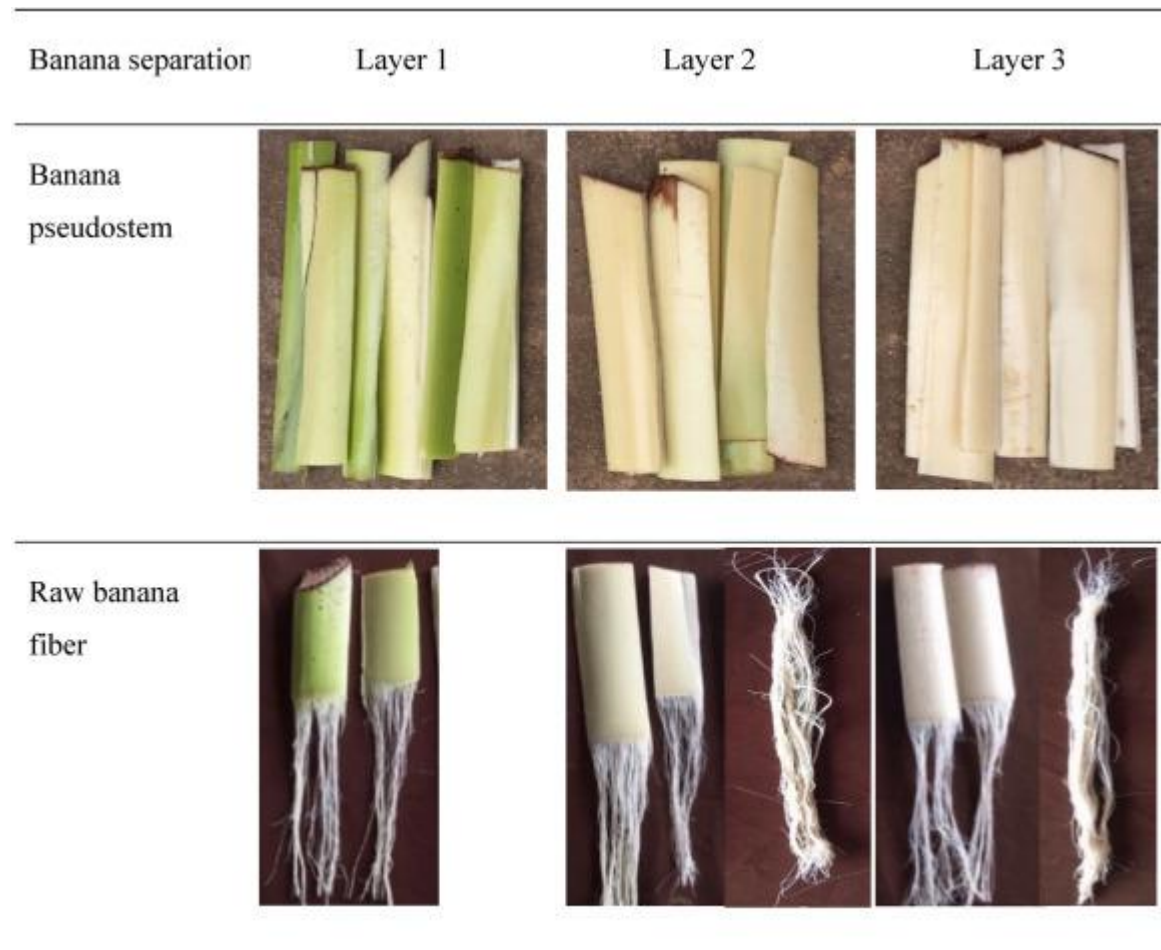 Banana separation Layer 1 Layer 2 Layer 3
Banana
pseudostem
Raw banana
fiber